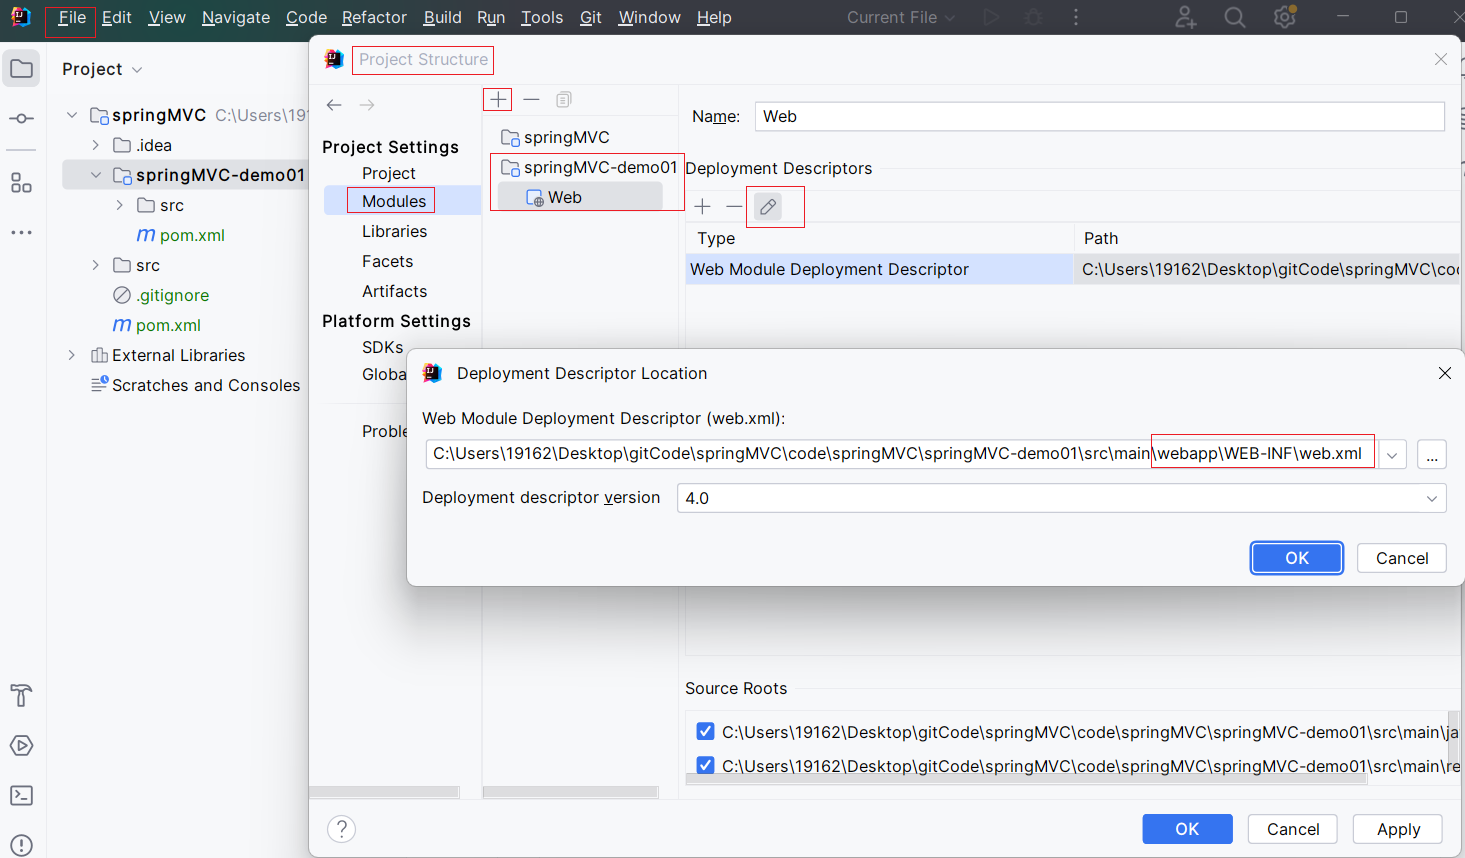 File Edit View Navigate Code Refactor Build Run Tools Git Window Help Current File
Project
springMVC C:\Users\19
.idea
springMVC-demo01
src
pom.xml
src
.gitignore
pom.xml
External Libraries
Scratches and Consoles
Project Structure
Project Settings
Project
Modules
Libraries
Facets
Artifacts
Platform Settings
SDKs
Globa
Proble
springMVC
springMVC-demo01
Web
Name: Web
Deployment Descriptors
Type Path
Web Module Deployment Descriptor C:\Users\19162\Desktop\gitCode\springMVC\co
Deployment Descriptor Location
Web Module Deployment Descriptor (web.xml):
C:\Users\19162\Desktop\gitCode\springMVC\code\springMVC\springMVC-demo01\src\main\webapp\WEB-INF\web.xml
...
Deployment descriptor version 4.0
OK Cancel
Source Roots
C:\Users\19162\Desktop\gitCode\springMVC\code\springMVC\springMVC-demo01\src\main\ja
C:\Users\19162\Desktop\gitCode\springMVC\code\springMVC\springMVC-demo01\src\main\re
? OK Cancel Apply